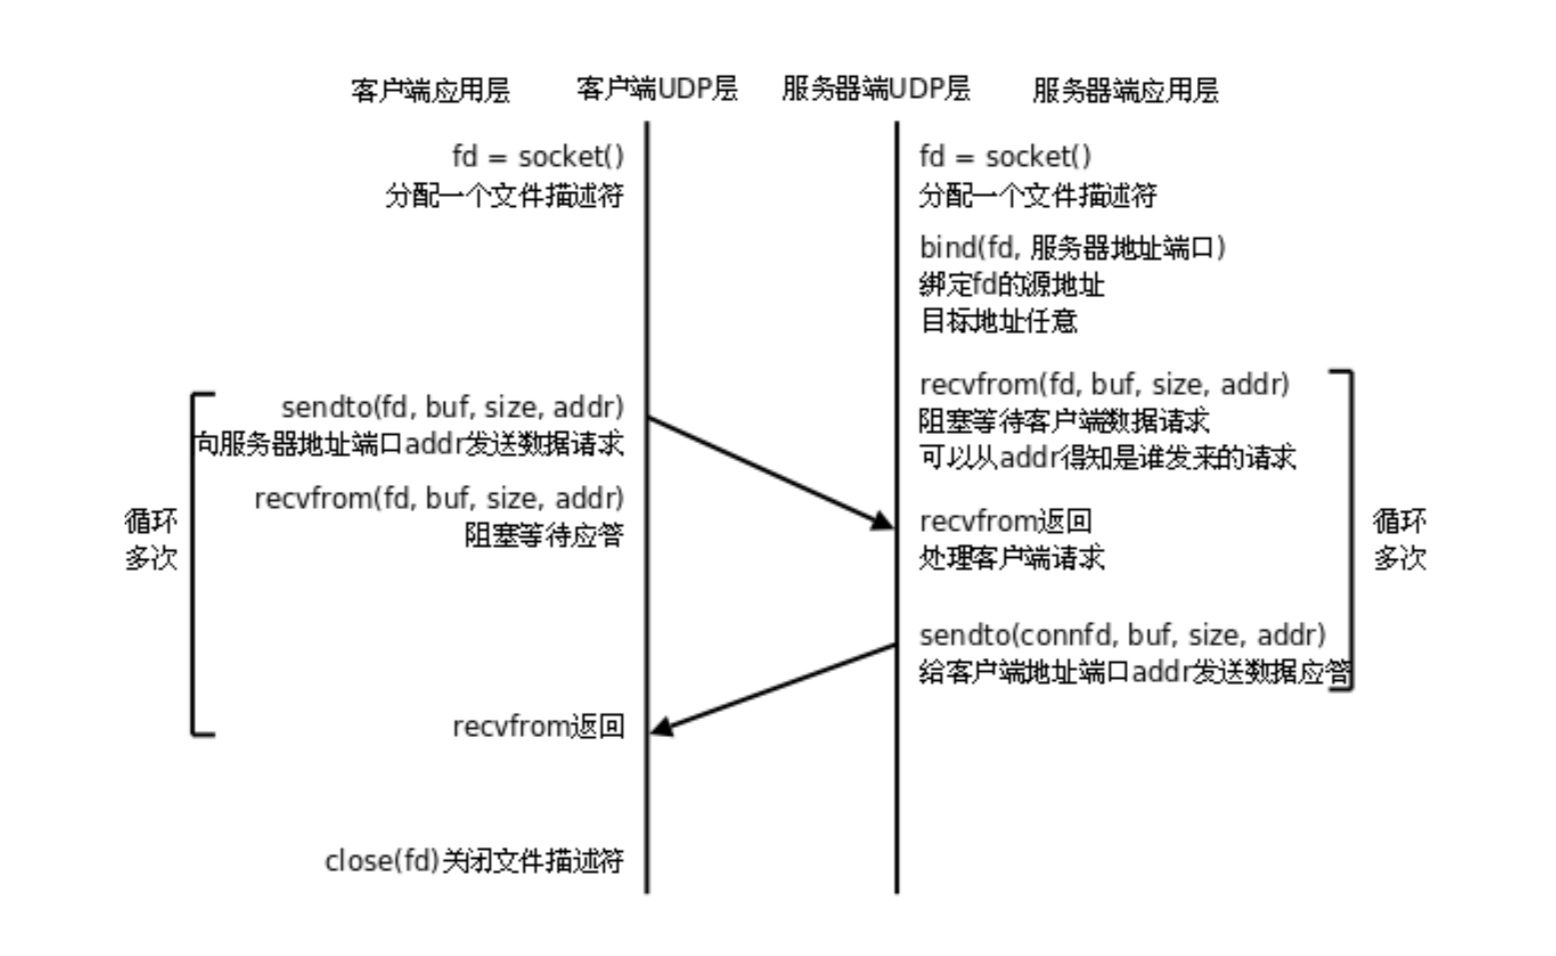 客户端应用层
客户端UDP层
服务器端UDP层
服务器端应用层
fd = socket()
分配一个文件描述符
fd = socket()
分配一个文件描述符
bind(fd, 服务器地址端口)
绑定fd的源地址
目标地址任意
sendto(fd, buf, size, addr)
向服务器地址端口addr发送数据请求
recvfrom(fd, buf, size, addr)
阻塞等待应答
循环
多次
recvfrom返回
close(fd)关闭文件描述符
recvfrom(fd, buf, size, addr)
阻塞等待客户端数据请求
可以从addr得知是谁发来的请求
recvfrom返回
处理客户端请求
sendto(connfd, buf, size, addr)
给客户端地址端口addr发送数据应答
循环
多次